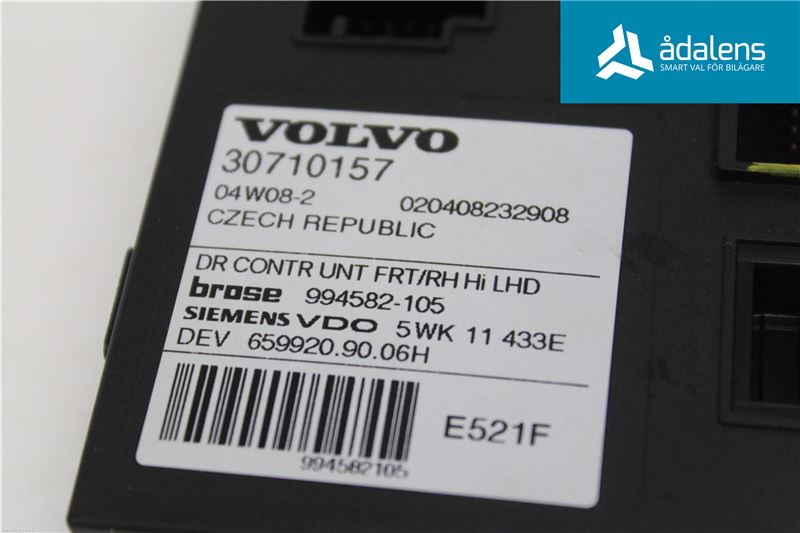 ådalens
SMART VAL FÖR BILÄGARE
VOLVO
30710157
04W08-2 020408232908
CZECH REPUBLIC
DR CONTR UNT FRT/RH Hi LHD
brose 994582-105
SIEMENS VDO 5WK 11 433E
DEV 659920.90.06H
E521F
994582105